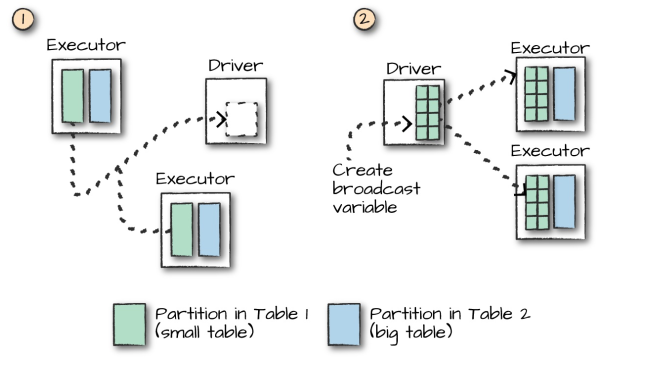 1
Executor
Driver
Executor
2
Driver
Executor
Executor
Create
broadcast
variable
Partition in Table 1
(small table)
Partition in Table 2
(big table)